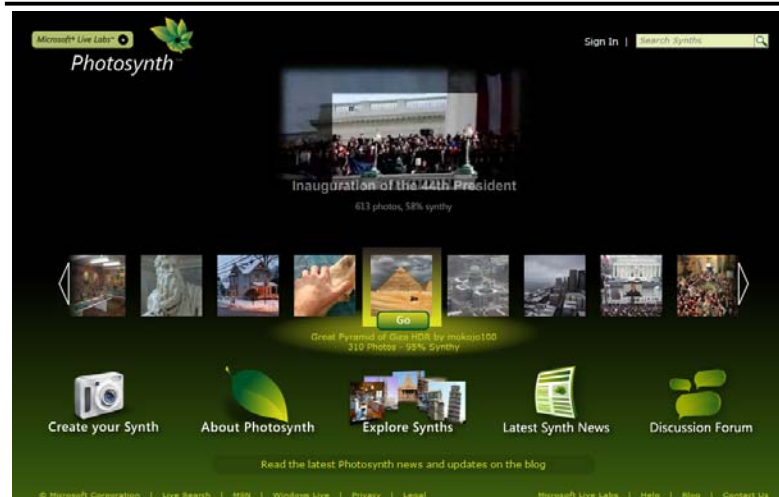 Microsoft® Live Labs™
Photosynth™
Sign In |
Search Synths
Inauguration of the 44th President
613 photos, 58% synthy
Go
Great Pyramid of Giza HDR by mokojo108
310 Photos - 95% Synthy
Create your Synth
About Photosynth
Explore Synths
Latest Synth News
Discussion Forum
Read the latest Photosynth news and updates on the blog
© Microsoft Corporation | Live Search | MSN | Windows Live | Privacy | Legal
Microsoft Live Labs | Help | Blog | Contact Us